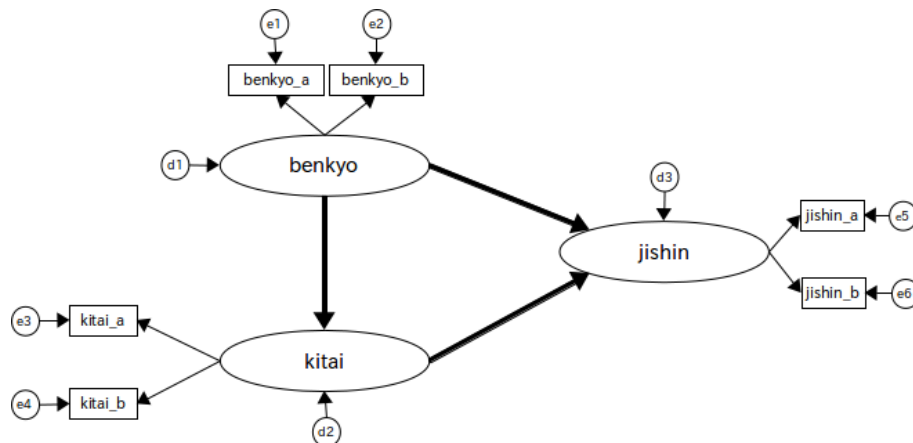 e1
e2
benkyo_a
benkyo_b
d1
benkyo
d3
jishin
jishin_a
e5
jishin_b
e6
e3
kitai_a
kitai
e4
kitai_b
d2